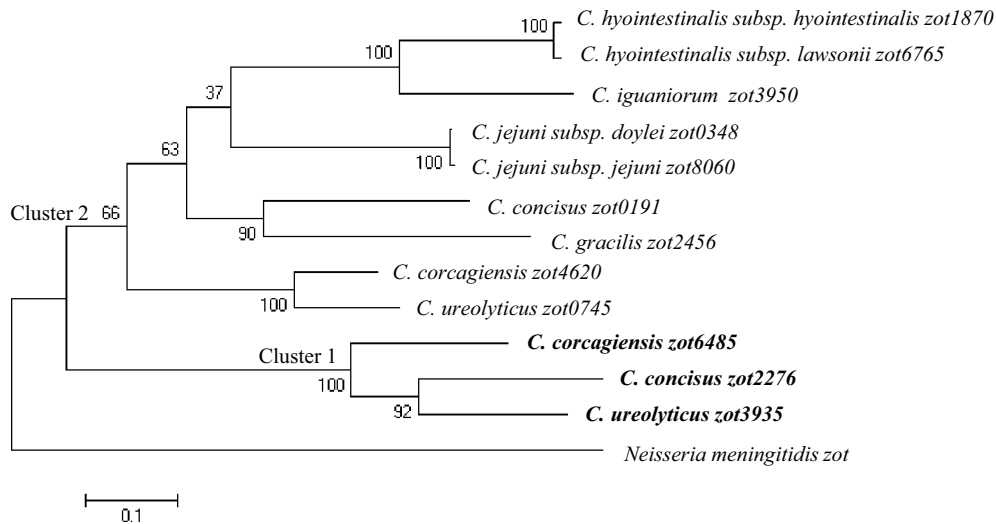 100
C. hyointestinalis subsp. hyointestinalis zot1870
100
C. hyointestinalis subsp. lawsonii zot6765
37
C. iguaniorum zot3950
C. jejuni subsp. doylei zot0348
63
100
C. jejuni subsp. jejuni zot8060
C. concisus zot0191
Cluster 2
66
90
C. gracilis zot2456
C. corcagiensis zot4620
100
C. ureolyticus zot0745
C. corcagiensis zot6485
Cluster 1
100
C. concisus zot2276
92
C. ureolyticus zot3935
Neisseria meningitidis zot
0.1